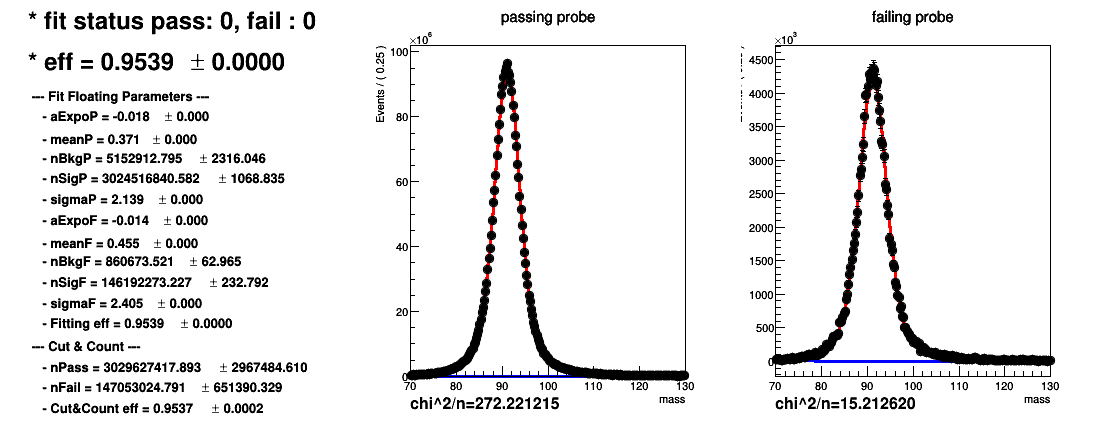 * fit status pass: 0, fail : 0
* eff = 0.9539 ± 0.0000
--- Fit Floating Parameters ---
- aExpoP = -0.018 ± 0.000
- meanP = 0.371 ± 0.000
- nBkgP = 5152912.795 ± 2316.046
- nSigP = 3024516840.582 ± 1068.835
- sigmaP = 2.139 ± 0.000
- aExpoF = -0.014 ± 0.000
- meanF = 0.455 ± 0.000
- nBkgF = 860673.521 ± 62.965
- nSigF = 146192273.227 ± 232.792
- sigmaF = 2.405 ± 0.000
- Fitting eff = 0.9539 ± 0.0000
--- Cut & Count ---
- nPass = 3029627417.893 ± 2967484.610
- nFail = 147053024.791 ± 651390.329
- Cut&Count eff = 0.9537 ± 0.0002
passing probe
×10⁶
Events / ( 0.25 )
100
80
60
40
20
0
70 80 90 100 110 120 130
mass
chi^2/n=272.221215
failing probe
×10³
4500
4000
3500
3000
2500
2000
1500
1000
500
0
70 80 90 100 110 120 130
mass
chi^2/n=15.212620